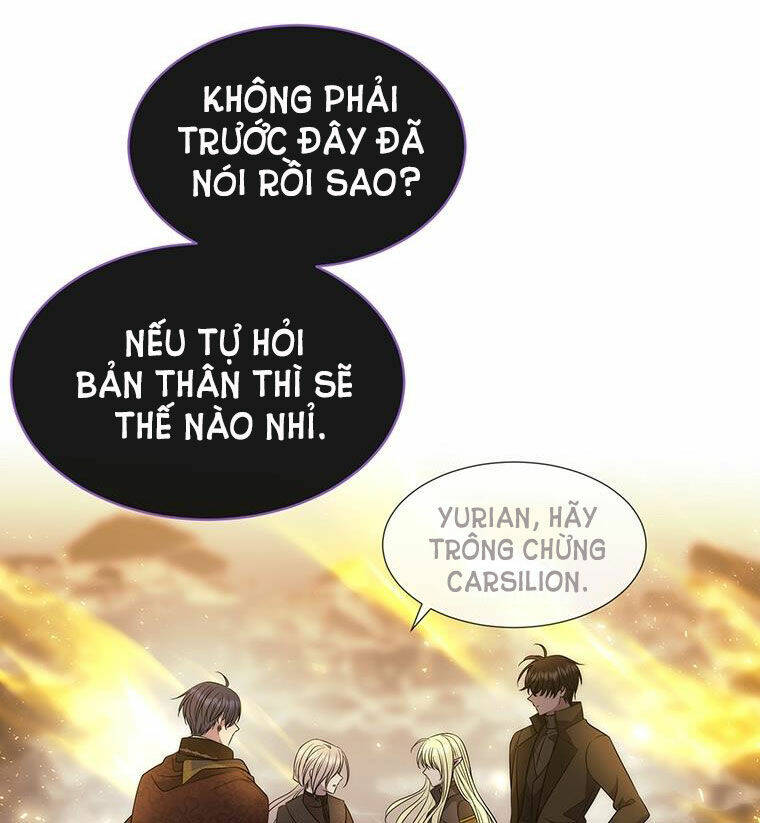 KHÔNG PHẢI
TRƯỚC ĐÂY ĐÃ
NÓI RỒI SAO?
NẾU TỰ HỎI
BẢN THÂN THÌ SẼ
THẾ NÀO NHỈ.
YURIAN, HÃY
TRÔNG CHỪNG
CARSILION.